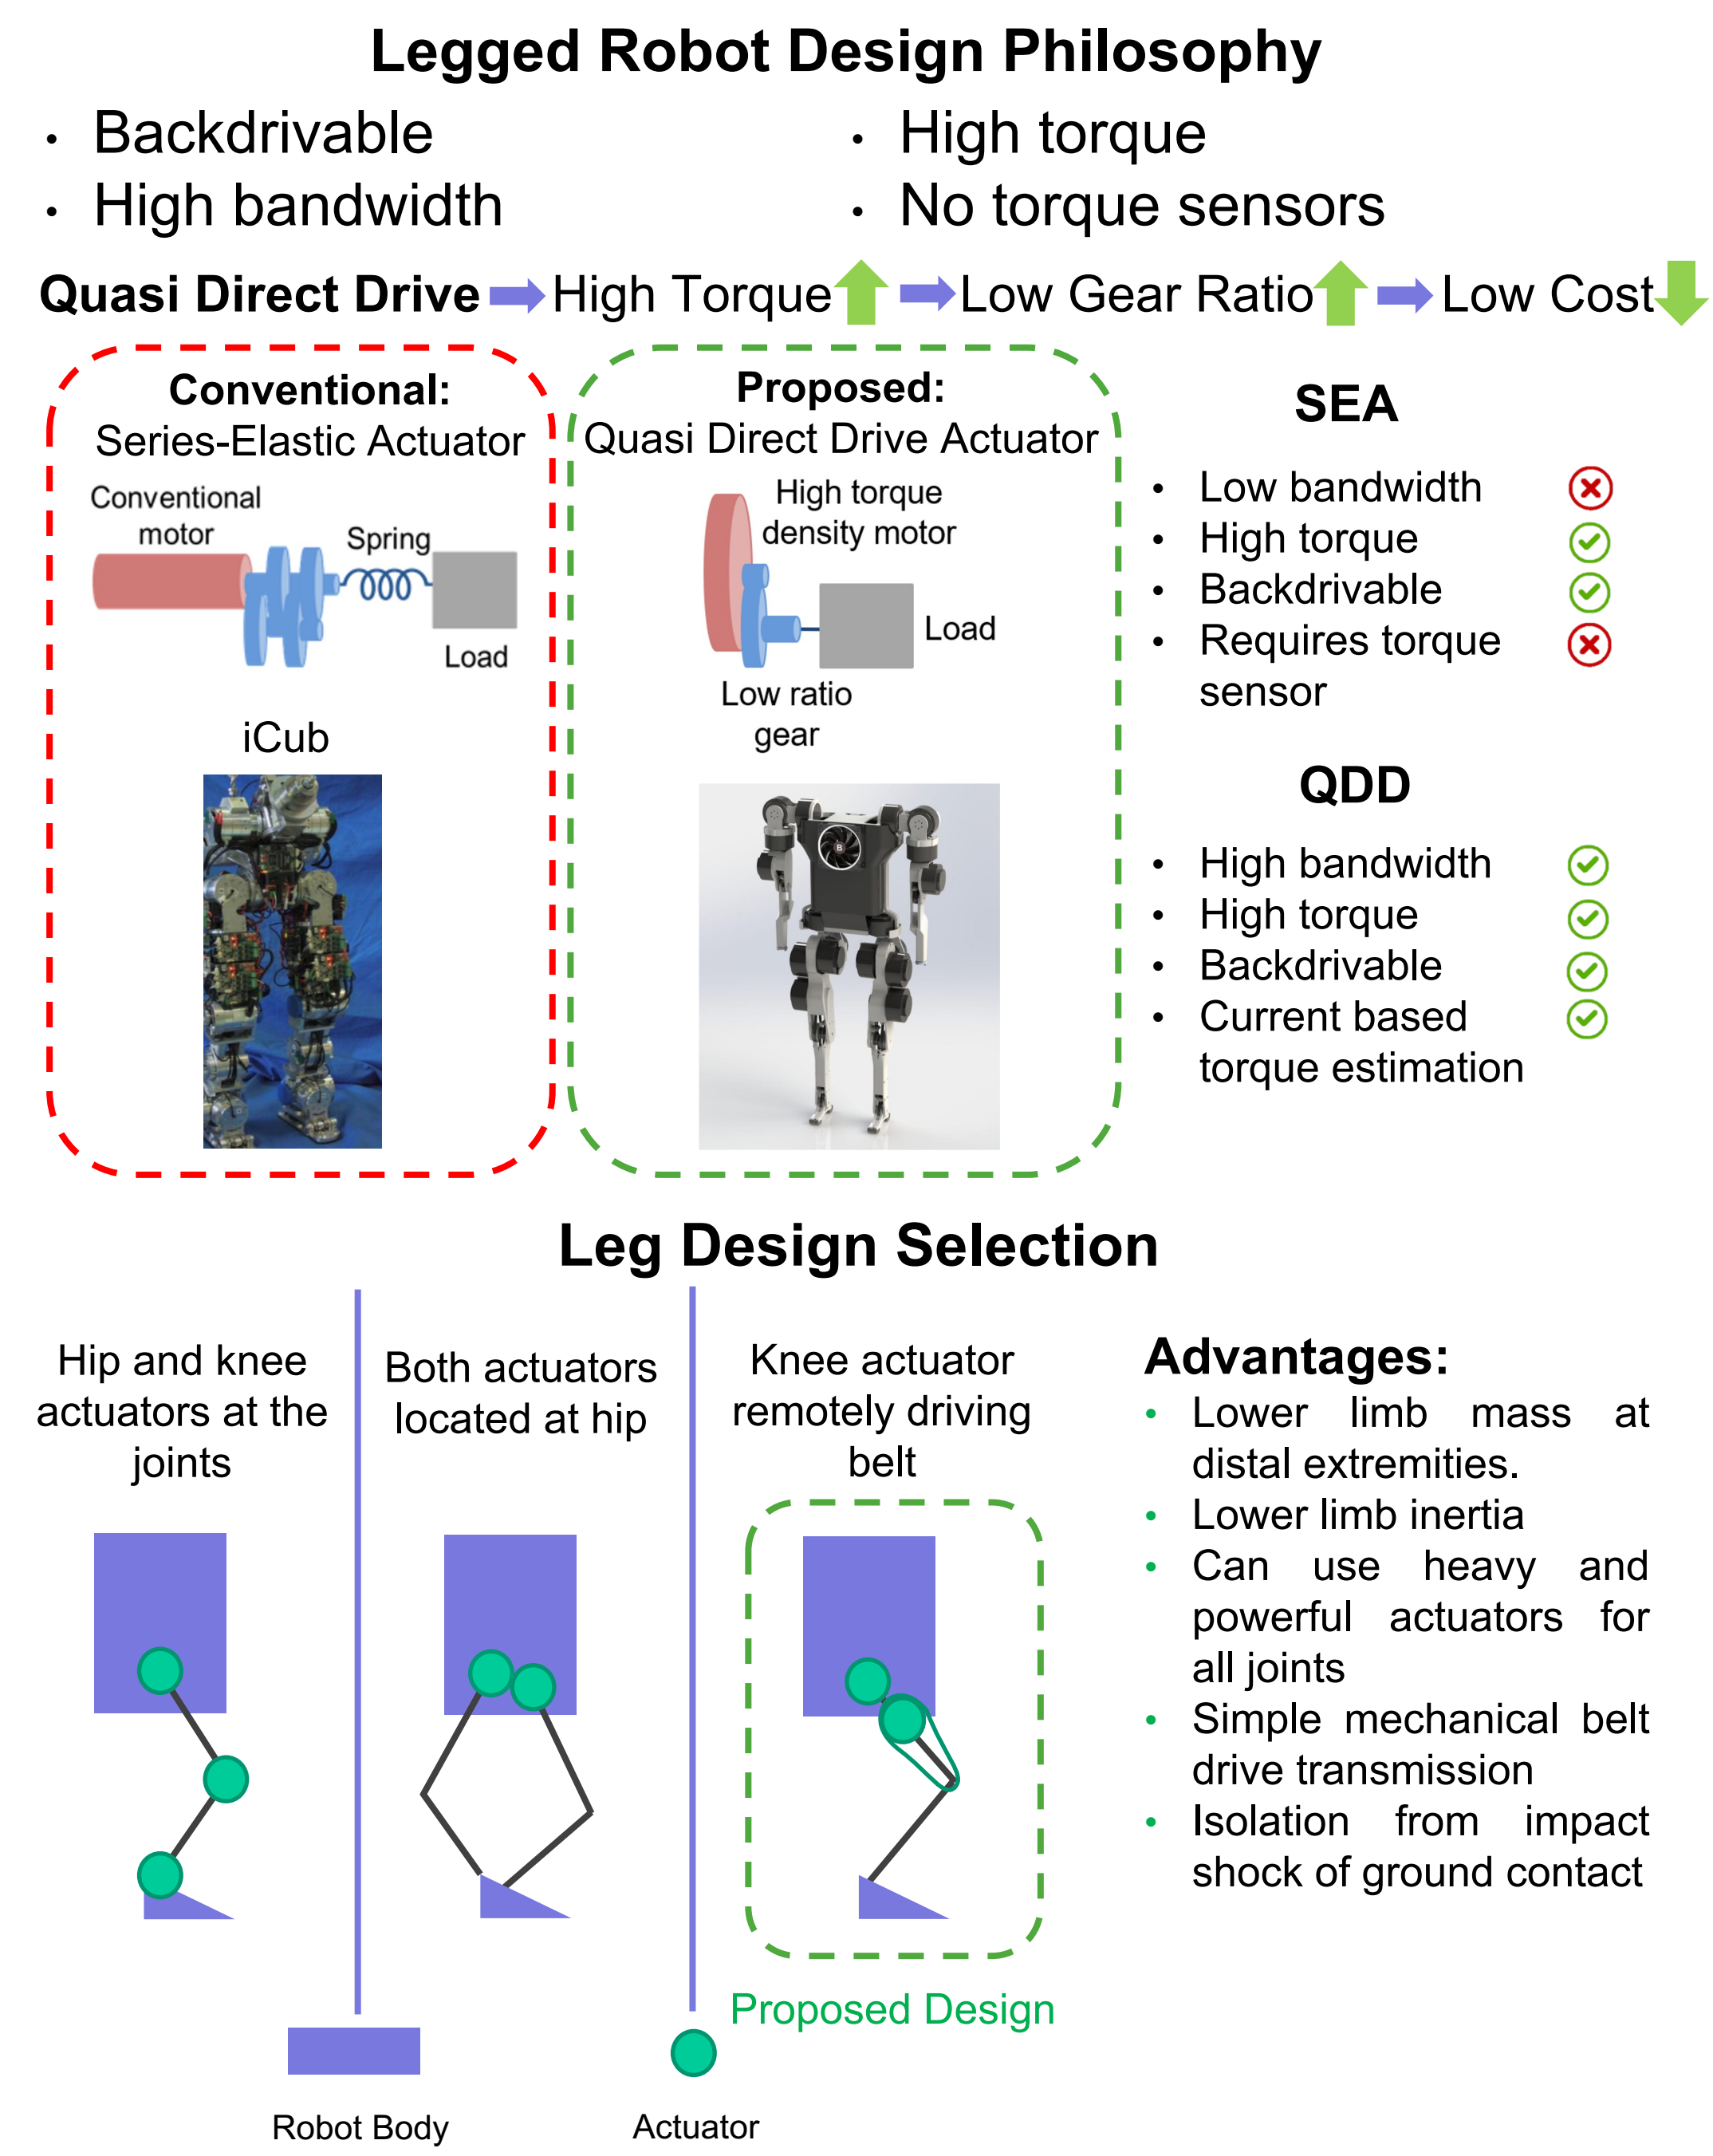 Legged Robot Design Philosophy
• Backdrivable
• High bandwidth
• High torque
• No torque sensors
Quasi Direct Drive High Torque Low Gear Ratio Low Cost
Conventional:
Series-Elastic Actuator
Conventional
motor
Spring
Load
iCub
Proposed:
Quasi Direct Drive Actuator
High torque
density motor
Load
Low ratio
gear
B
SEA
• Low bandwidth
• High torque
• Backdrivable
• Requires torque
sensor
QDD
• High bandwidth
• High torque
• Backdrivable
• Current based
torque estimation
Leg Design Selection
Hip and knee
actuators at the
joints
Both actuators
located at hip
Knee actuator
remotely driving
belt
Proposed Design
Advantages:
• Lower limb mass at
distal extremities.
• Lower limb inertia
• Can use heavy and
powerful actuators for
all joints
• Simple mechanical belt
drive transmission
• Isolation from impact
shock of ground contact
Robot Body
Actuator